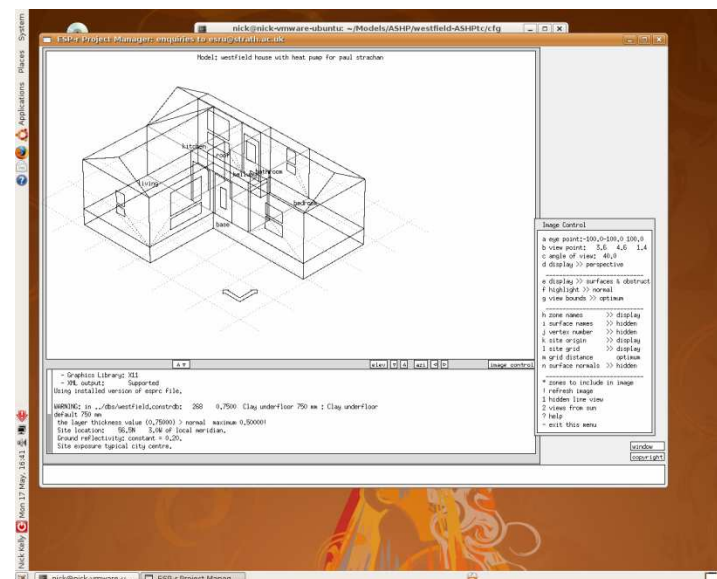 System
Places
Applications
nick@nick-vmware-ubuntu: ~/Models/ASHP/westfield-ASHPtc/cfg
ESP-r Project Manager: enquiries to esru@strath.ac.uk
Model: westfield house with heat pump for paul strachan
kitchen
roof
living
bathroom
bedroom
base
Image Control
a eye point:-100.0-100.0 100.0
b view point: 3.6 4.6 1.4
c angle of view: 40.0
d display >> perspective
e display >> surfaces & obstruct
f highlight >> normal
g view bounds >> optimum
h zone names >> display
i surface names >> hidden
j vertex number >> hidden
k site origin >> display
l site grid >> display
m grid distance optimum
n surface normals >> hidden
* zones to include in image
! refresh image
1 hidden line view
2 views from sun
? help
- exit this menu
elev
azi
image control
- Graphics Library: X11
- XML output: Supported
Using installed version of esprc file.
WARNING: in ../dbs/westfield.constrdb: 268 0.7500 Clay underfloor 750 mm : Clay underfloor
default 750 mm
the layer thickness value (0.75000) > normal maximum 0.50000!
Site location: 56.5N 3.0W of local meridian.
Ground reflectivity: constant = 0.20.
Site exposure typical city centre.
window
copyright
Mon 17 May, 16:41
Nick Kelly
nick@nick-vmware-u...
ESP-r Project Manag...